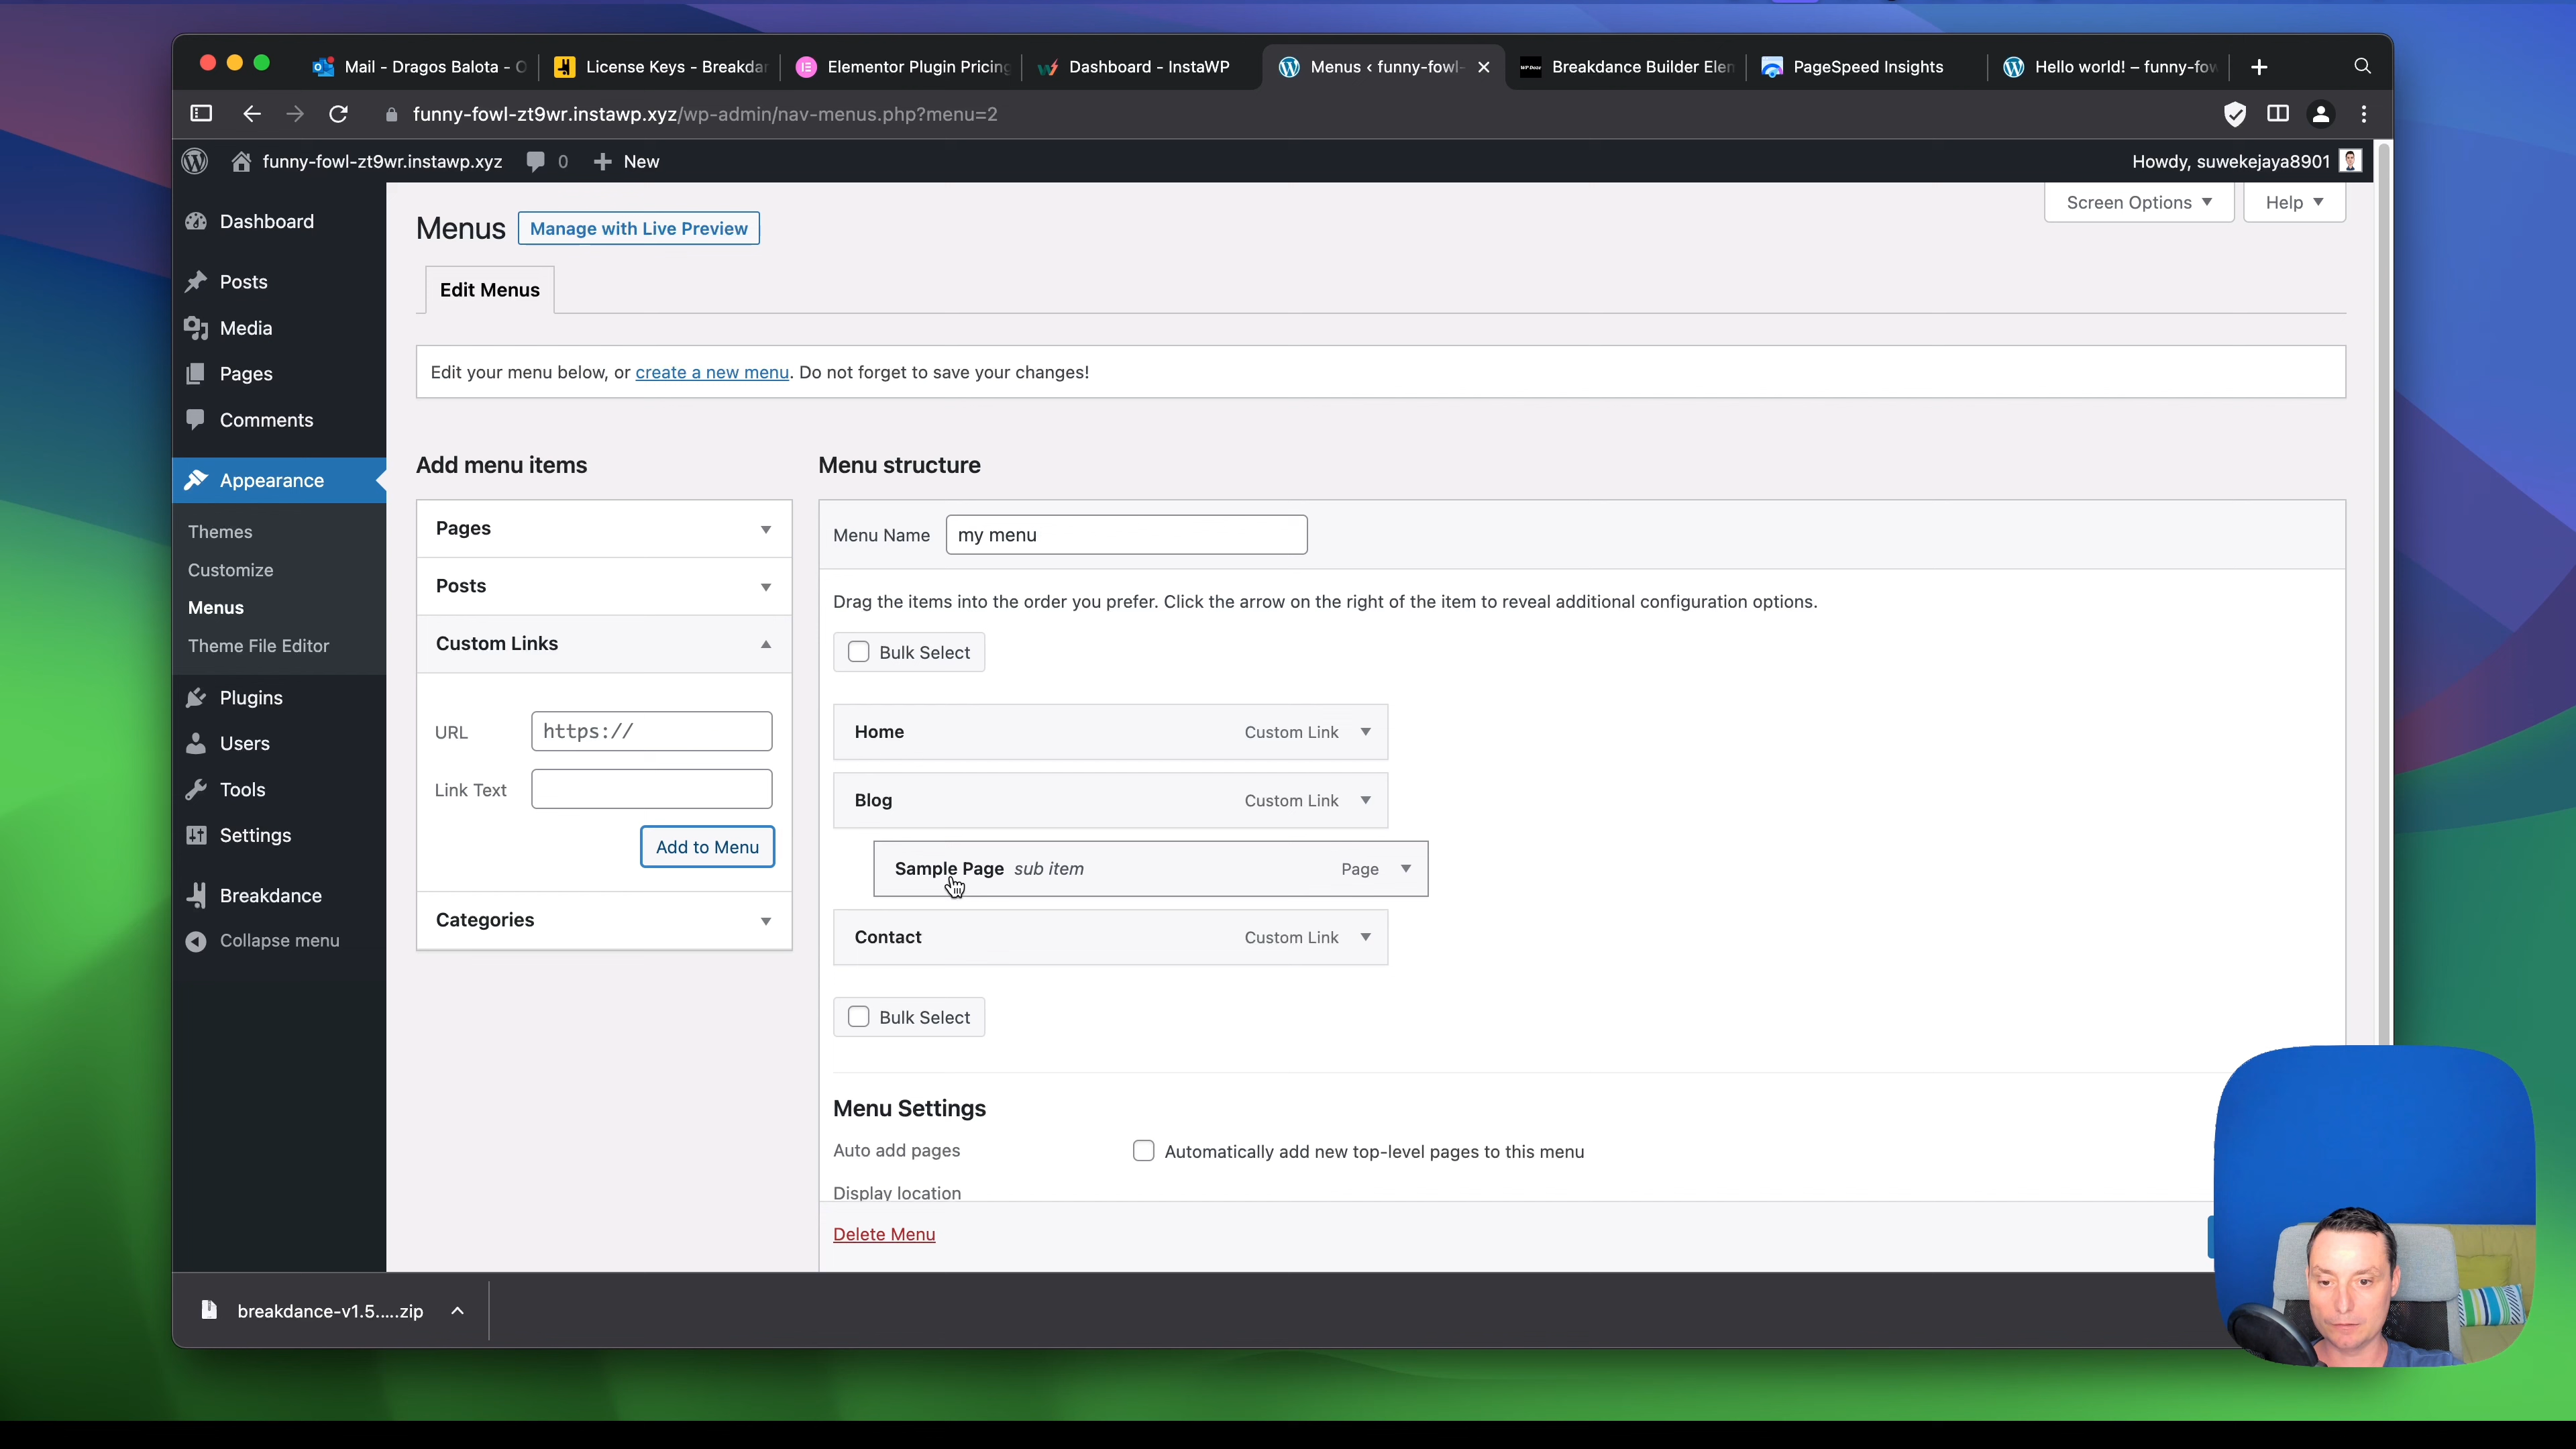 Mail - Dragos Balota - O
License Keys - Breakdan
Elementor Plugin Pricing
Dashboard - InstaWP
Menus ‹ funny-fowl-
Breakdance Builder Elem
PageSpeed Insights
Hello world! – funny-fow
funny-fowl-zt9wr.instawp.xyz/wp-admin/nav-menus.php?menu=2
funny-fowl-zt9wr.instawp.xyz
0
New
Howdy, suwekejaya8901
Dashboard
Posts
Media
Pages
Comments
Appearance
Themes
Customize
Menus
Theme File Editor
Plugins
Users
Tools
Settings
Breakdance
Collapse menu
Screen Options
Help
Menus
Manage with Live Preview
Edit Menus
Edit your menu below, or create a new menu. Do not forget to save your changes!
Add menu items
Pages
Posts
Custom Links
URL
https://
Link Text
Add to Menu
Categories
Menu structure
Menu Name
my menu
Drag the items into the order you prefer. Click the arrow on the right of the item to reveal additional configuration options.
Bulk Select
Home
Custom Link
Blog
Custom Link
Sample Page sub item
Page
Contact
Custom Link
Bulk Select
Menu Settings
Auto add pages
Automatically add new top-level pages to this menu
Display location
Delete Menu
breakdance-v1.5.....zip